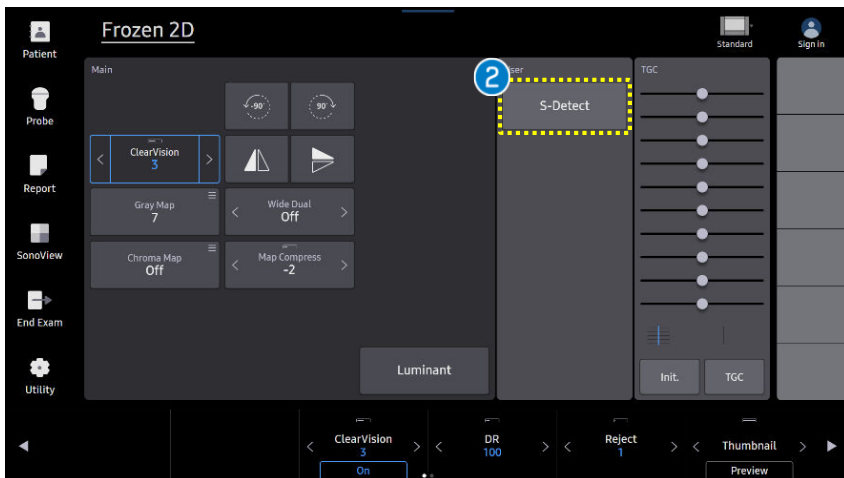 Frozen 2D
Standard
Sign In
Patient
Probe
Report
SonoView
End Exam
Utility
Main
-90°
90°
ClearVision
3
Gray Map
7
Wide Dual
Off
Chroma Map
Off
Map Compress
-2
Luminant
2
S-Detect
TGC
Init.
TGC
ClearVision
3
On
DR
100
Reject
1
Thumbnail
Preview